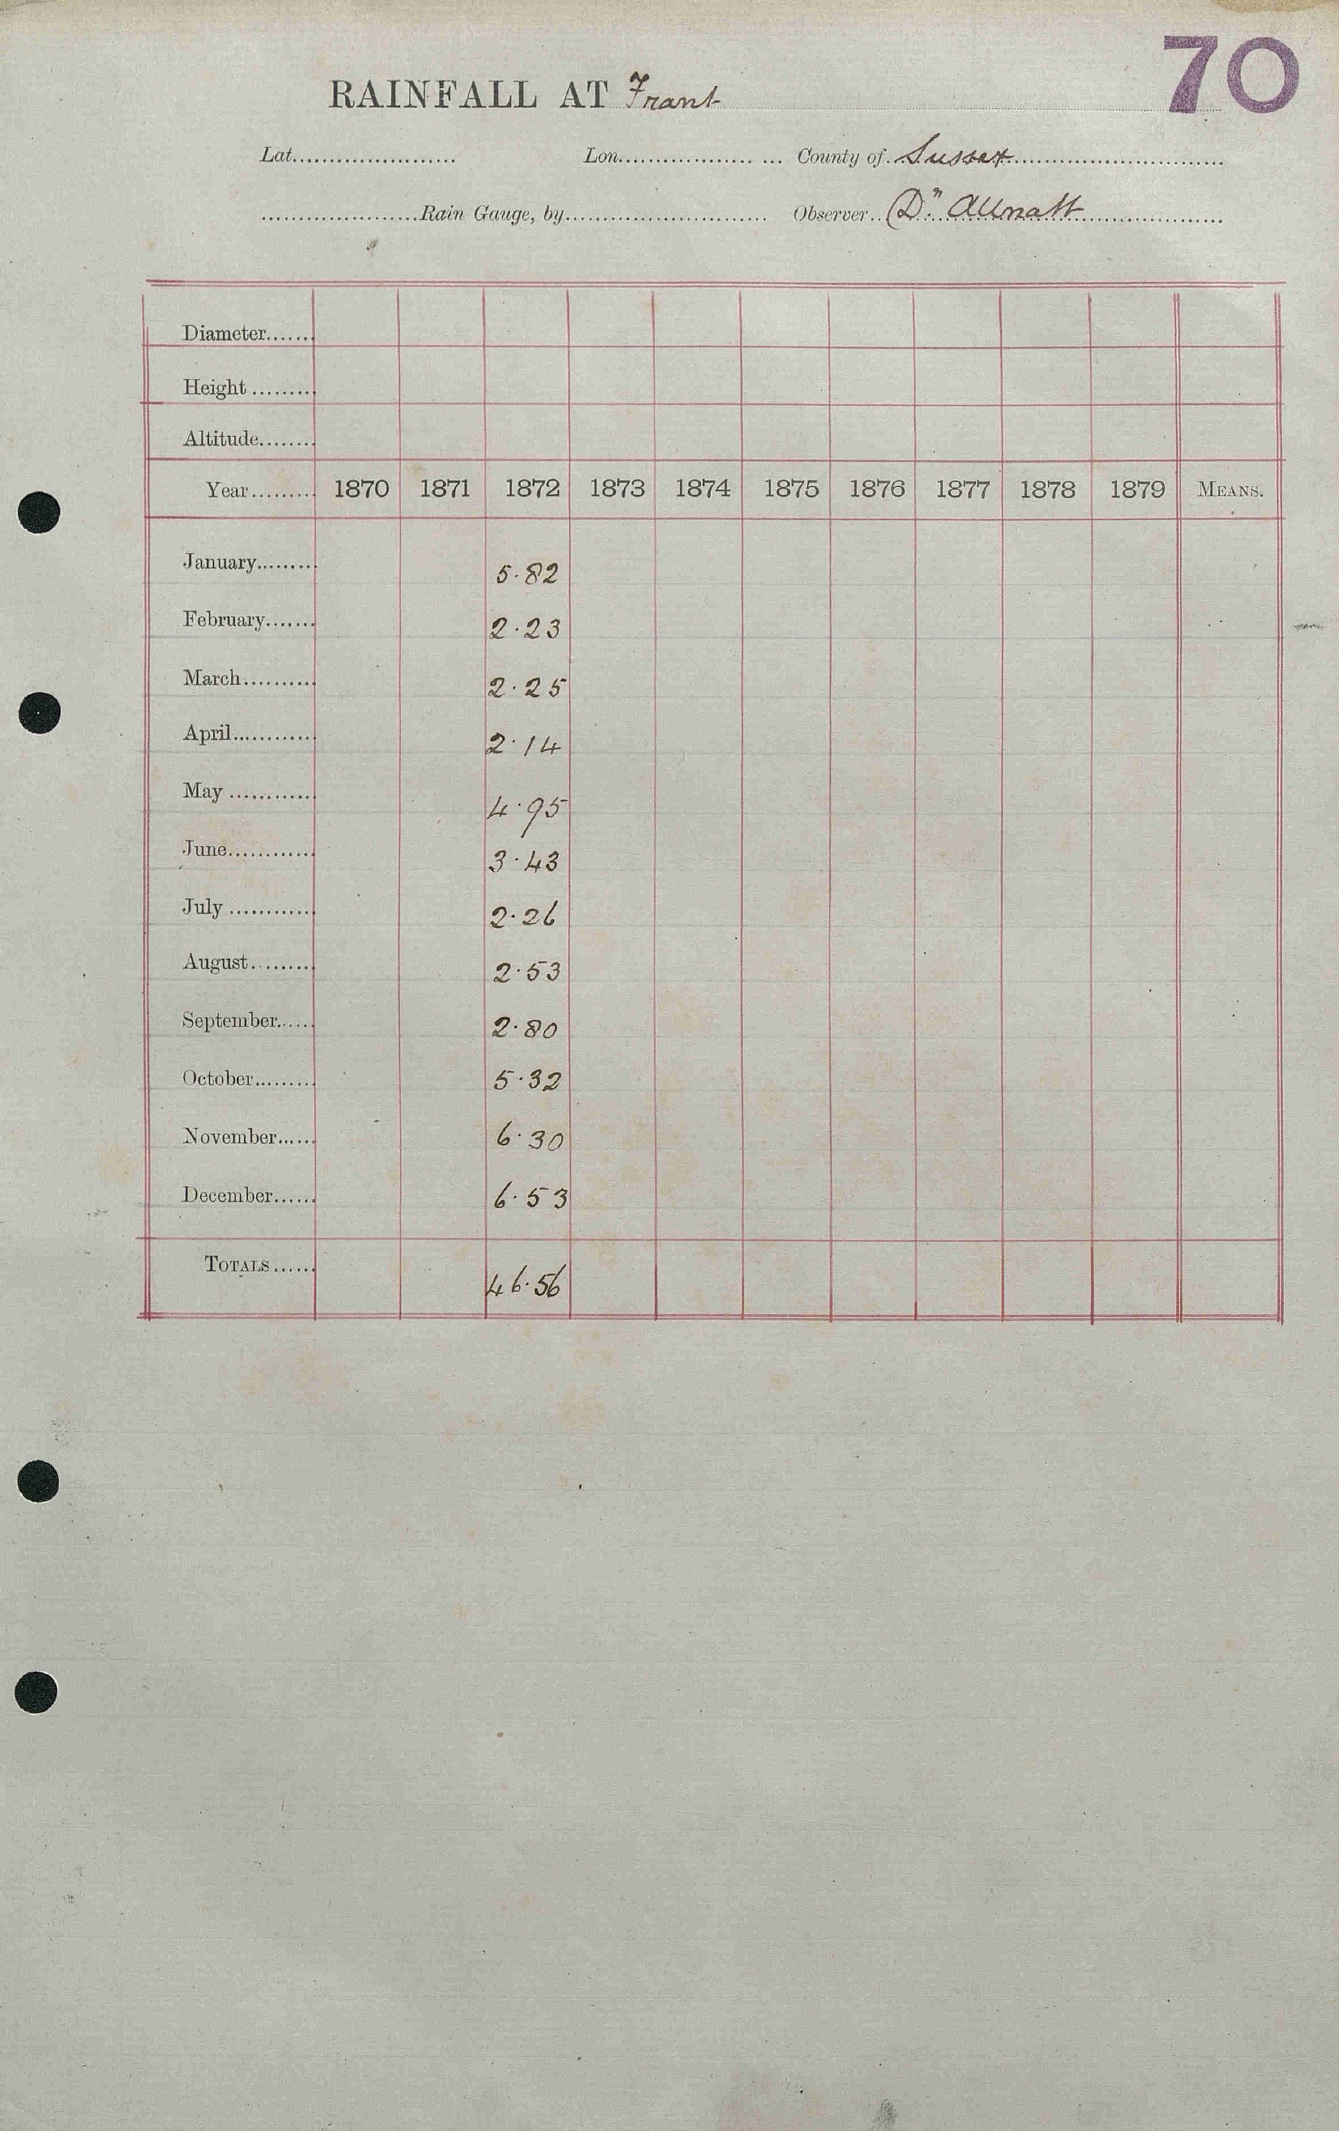 70
RAINFALL AT Frant
Lat. Lon. County of Sussex
Rain Gauge, by Observer Dr. Allnatt
Diameter
Height
Altitude
Year 1870 1871 1872 1873 1874 1875 1876 1877 1878 1879 MEANS.
January 5.82
February 2.23
March 2.25
April 2.14
May 4.95
June 3.43
July 2.26
August 2.53
September 2.80
October 5.32
November 6.30
December 6.53
TOTALS 46.56